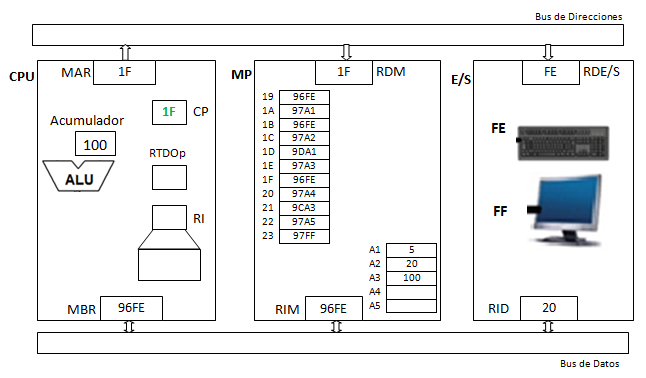 Bus de Direcciones
CPU
MAR
1F
1F
CP
Acumulador
100
RTDOp
ALU
RI
MBR
96FE
MP
1F
RDM
19 96FE
1A 97A1
1B 96FE
1C 97A2
1D 9DA1
1E 97A3
1F 96FE
20 97A4
21 9CA3
22 97A5
23 97FF
A1 5
A2 20
A3 100
A4
A5
RIM
96FE
E/S
FE
RDE/S
FE
FF
RID
20
Bus de Datos